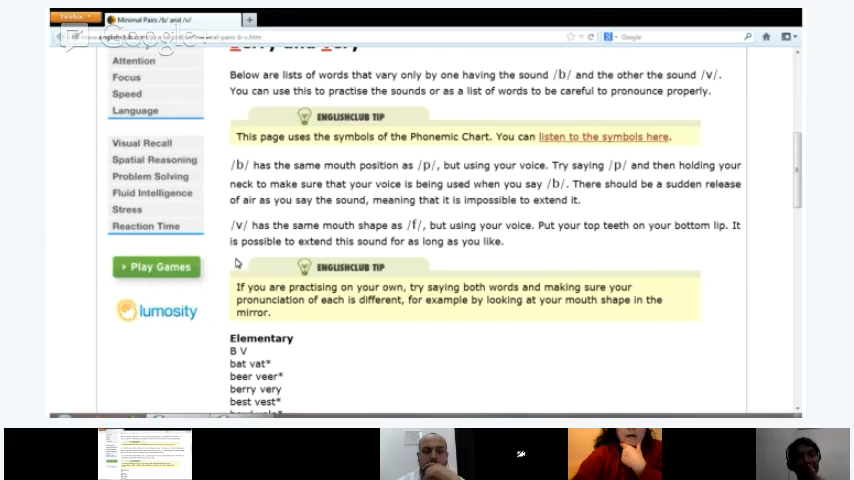 Firefox
Minimal Pairs /b/ and /v/
Google+
www.englishclub.
Google
Berry and Very
Attention
Focus
Speed
Language
Visual Recall
Spatial Reasoning
Problem Solving
Fluid Intelligence
Stress
Reaction Time
Play Games
lumosity
Below are lists of words that vary only by one having the sound /b/ and the other the sound /v/.
You can use this to practise the sounds or as a list of words to be careful to pronounce properly.
ENGLISHCLUB TIP
This page uses the symbols of the Phonemic Chart. You can listen to the symbols here.
/b/ has the same mouth position as /p/, but using your voice. Try saying /p/ and then holding your
neck to make sure that your voice is being used when you say /b/. There should be a sudden release
of air as you say the sound, meaning that it is impossible to extend it.
/v/ has the same mouth shape as /f/, but using your voice. Put your top teeth on your bottom lip. It
is possible to extend this sound for as long as you like.
ENGLISHCLUB TIP
If you are practising on your own, try saying both words and making sure your
pronunciation of each is different, for example by looking at your mouth shape in the
mirror.
Elementary
B V
bat vat*
beer veer*
berry very
best vest*